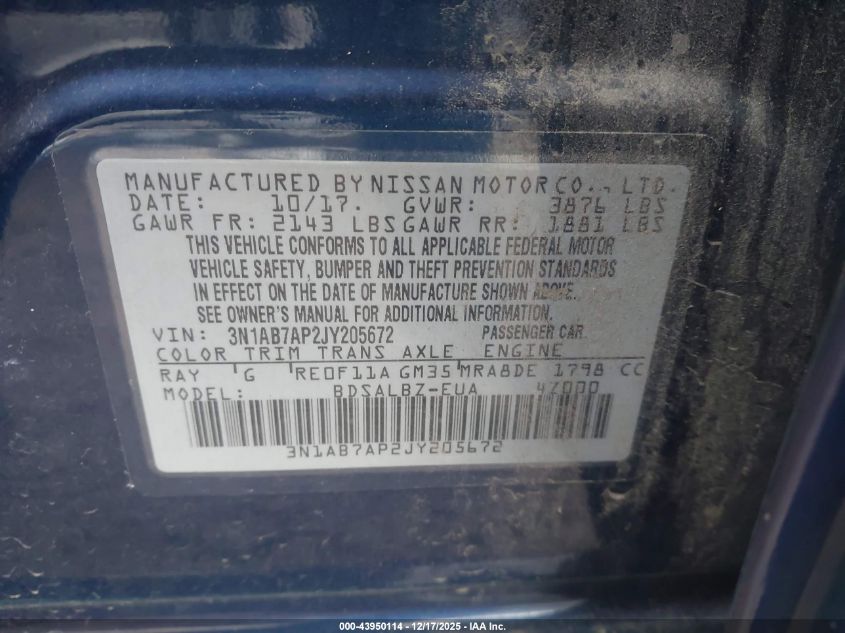 MANUFACTURED BY NISSAN MOTOR CO., LTD.
DATE: 10/17. GVWR: 3876 LBS
GAWR FR: 2143 LBS GAWR RR: 1881 LBS
THIS VEHICLE CONFORMS TO ALL APPLICABLE FEDERAL MOTOR
VEHICLE SAFETY, BUMPER AND THEFT PREVENTION STANDARDS
IN EFFECT ON THE DATE OF MANUFACTURE SHOWN ABOVE.
SEE OWNER'S MANUAL FOR ADDITIONAL INFORMATION.
VIN: 3N1AB7AP2JY205672 PASSENGER CAR
COLOR TRIM TRANS AXLE ENGINE
RAY G RE0F11A GM35 MRA8DE 1798 CC
MODEL: BDSALBZ-EUA 4Z000
3N1AB7AP2JY205672
000-43950114 - 12/17/2025 - IAA Inc.